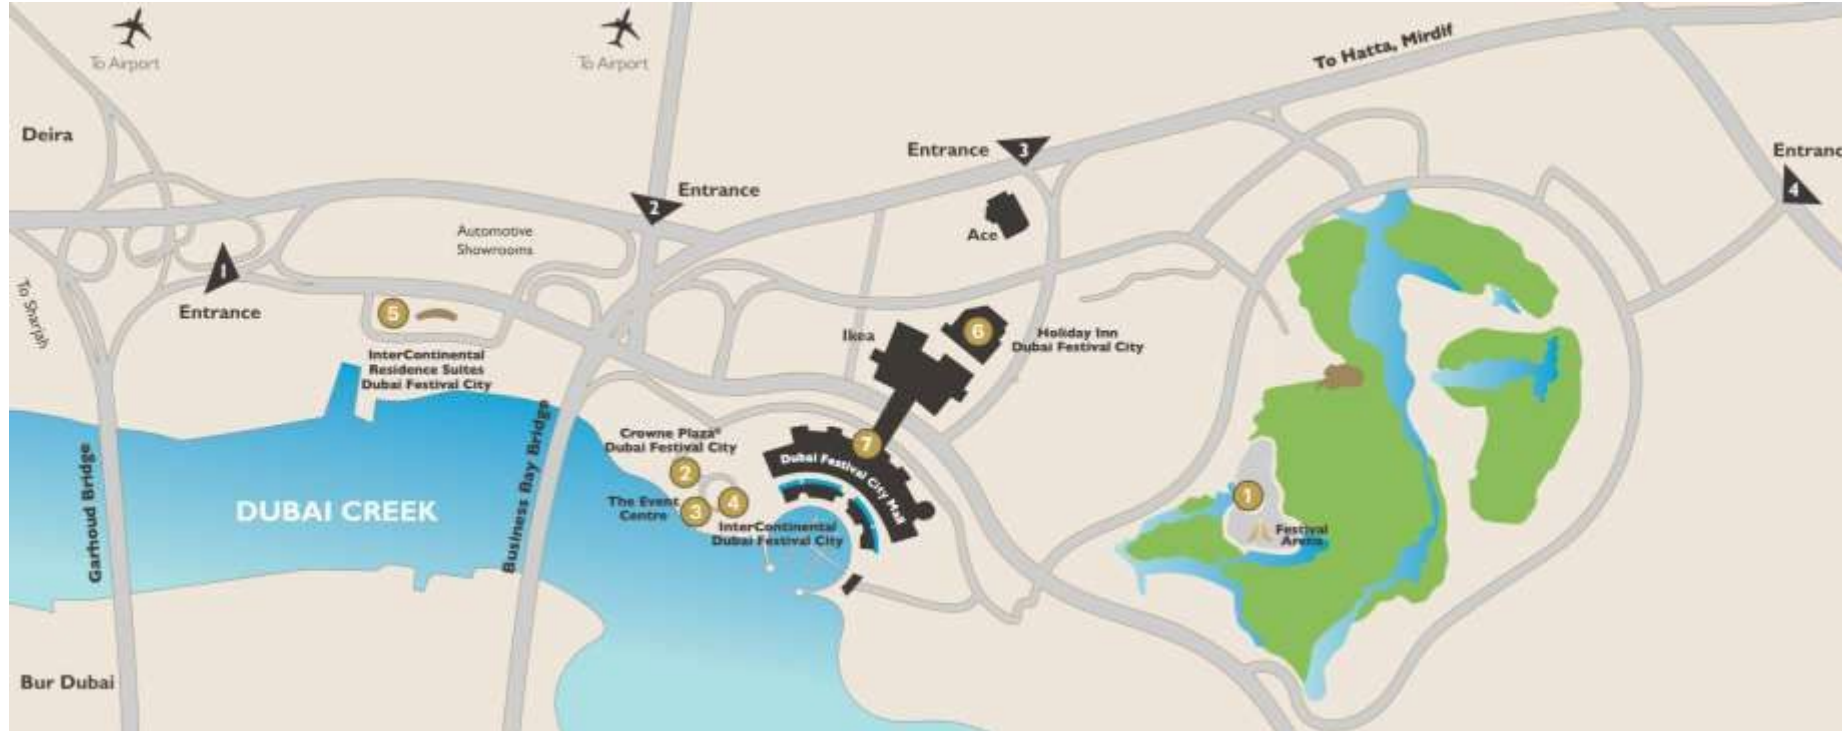 To Airport
To Airport
To Hatta, Mirdif
Deira
Entrance
3
Entranc
4
Entrance
2
Automotive
Showrooms
Ace
1
Entrance
To Sharjah
5
InterContinental
Residence Suites
Dubai Festival City
Ikea
6
Holiday Inn
Dubai Festival City
Garhoud Bridge
Business Bay Bridge
DUBAI CREEK
Crowne Plaza®
Dubai Festival City
2
The Event
Centre
3
4
InterContinental
Dubai Festival City
7
Dubai Festival City Mall
1
Festival
Arena
Bur Dubai